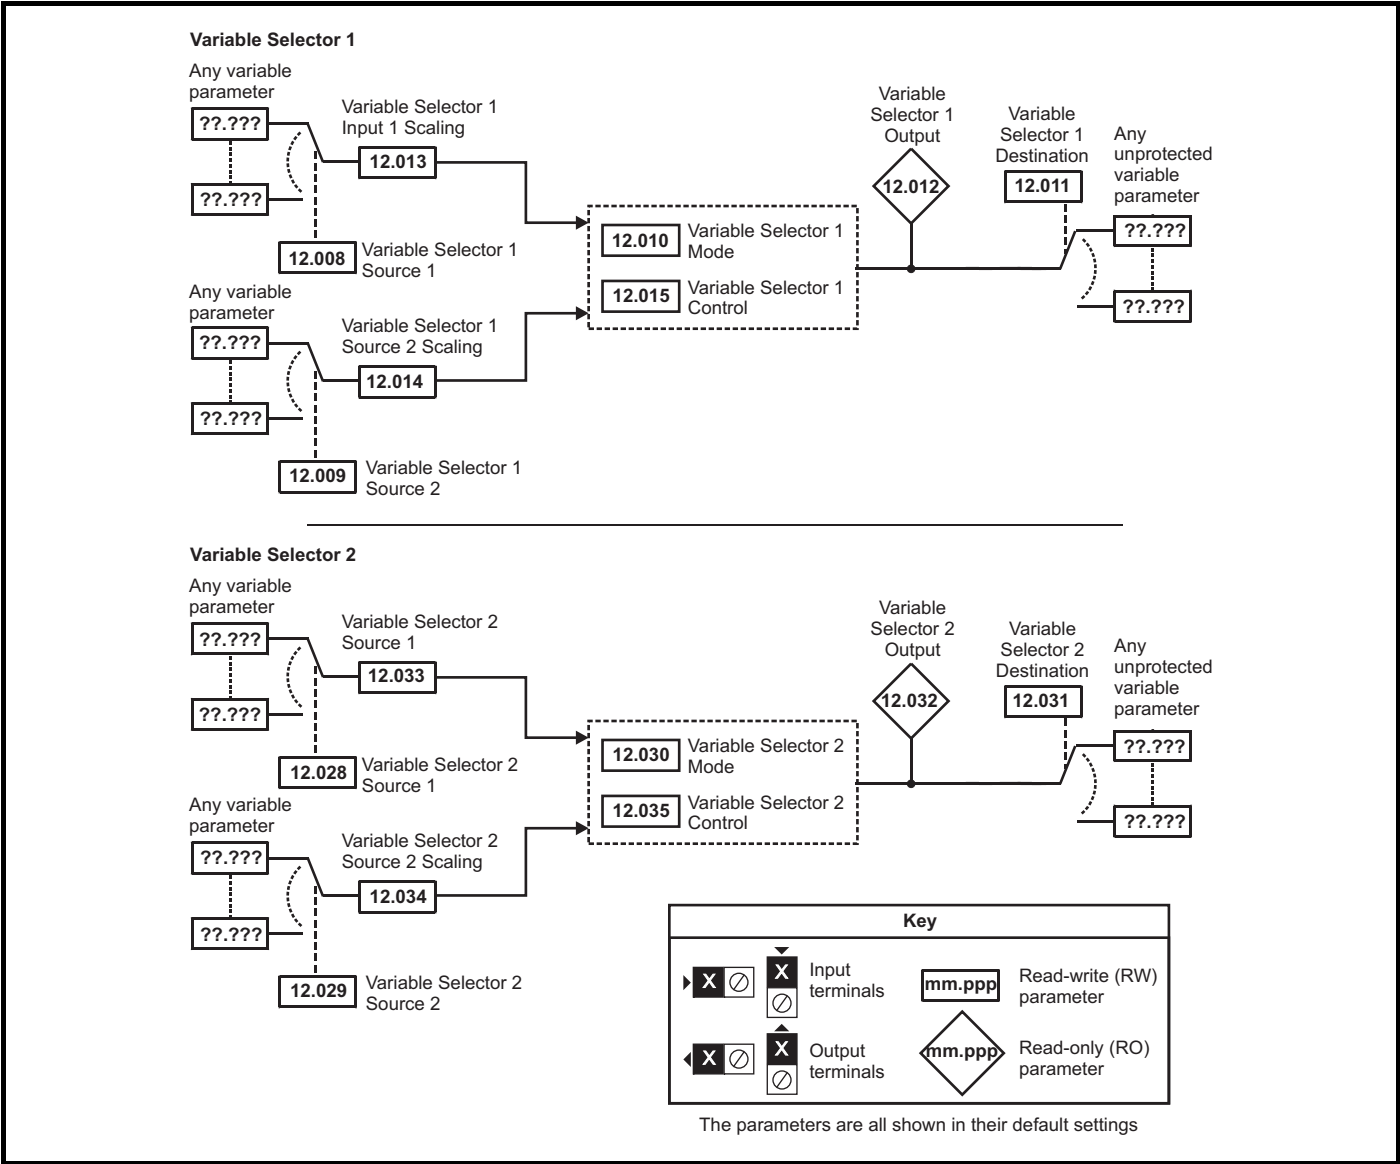 Variable Selector 1
Any variable
parameter
??.???
??.???
Variable Selector 1
Input 1 Scaling
12.013
12.008
Variable Selector 1
Source 1
Any variable
parameter
??.???
??.???
Variable Selector 1
Source 2 Scaling
12.014
12.009
Variable Selector 1
Source 2
12.010
Variable Selector 1
Mode
12.015
Variable Selector 1
Control
Variable
Selector 1
Output
12.012
Variable
Selector 1
Destination
12.011
Any
unprotected
variable
parameter
??.???
??.???
Variable Selector 2
Any variable
parameter
??.???
??.???
Variable Selector 2
Source 1
12.033
12.028
Variable Selector 2
Source 1
Any variable
parameter
??.???
??.???
Variable Selector 2
Source 2 Scaling
12.034
12.029
Variable Selector 2
Source 2
12.030
Variable Selector 2
Mode
12.035
Variable Selector 2
Control
Variable
Selector 2
Output
12.032
Variable
Selector 2
Destination
12.031
Any
unprotected
variable
parameter
??.???
??.???
Key
X
X
Input
terminals
mm.ppp
Read-write (RW)
parameter
X
X
Output
terminals
mm.ppp
Read-only (RO)
parameter
The parameters are all shown in their default settings